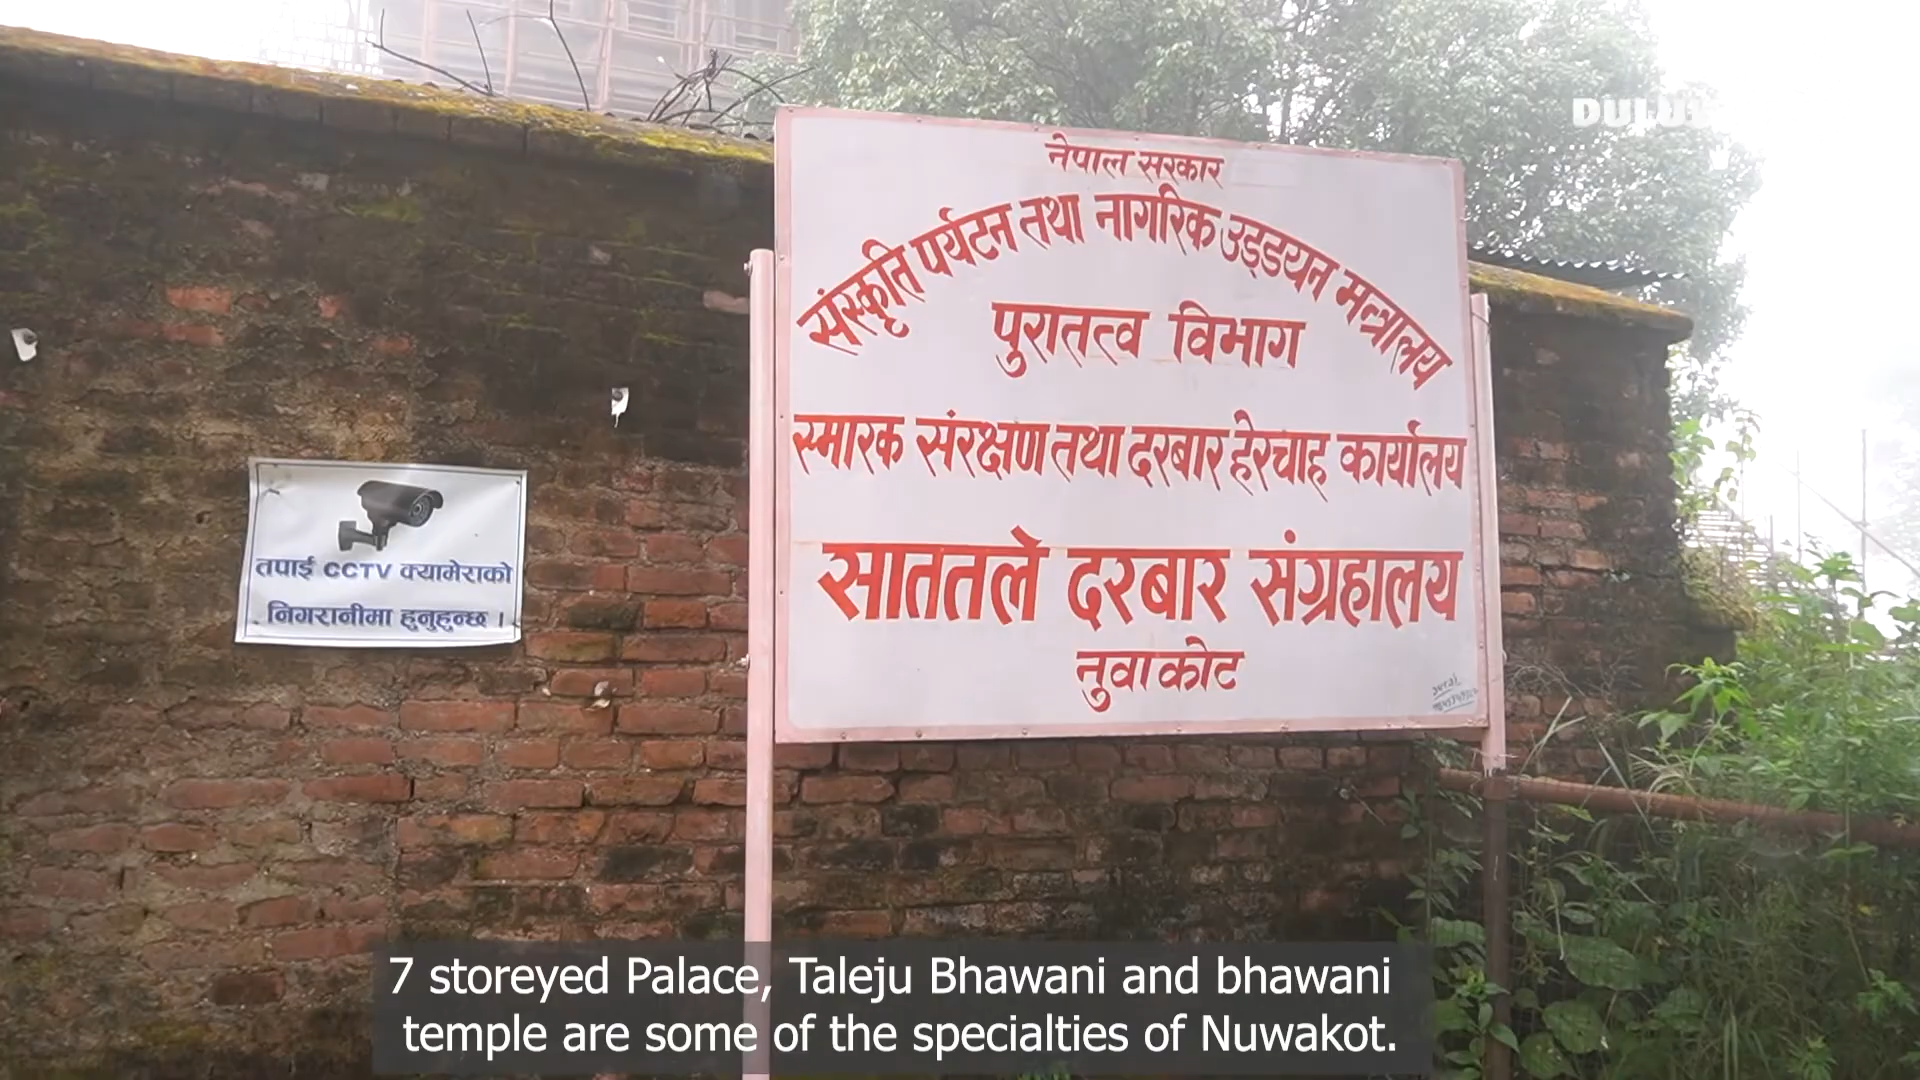 नेपाल सरकार
संस्कृति पर्यटन तथा नागरिक उड्डयन मन्त्रालय
पुरातत्व विभाग
स्मारक संरक्षण तथा दरबार हेरचाह कार्यालय
साततले दरबार संग्रहालय
नुवाकोट
तपाई CCTV क्यामेराको
निगरानीमा हुनुहुन्छ ।
7 storeyed Palace, Taleju Bhawani and bhawani
temple are some of the specialties of Nuwakot.